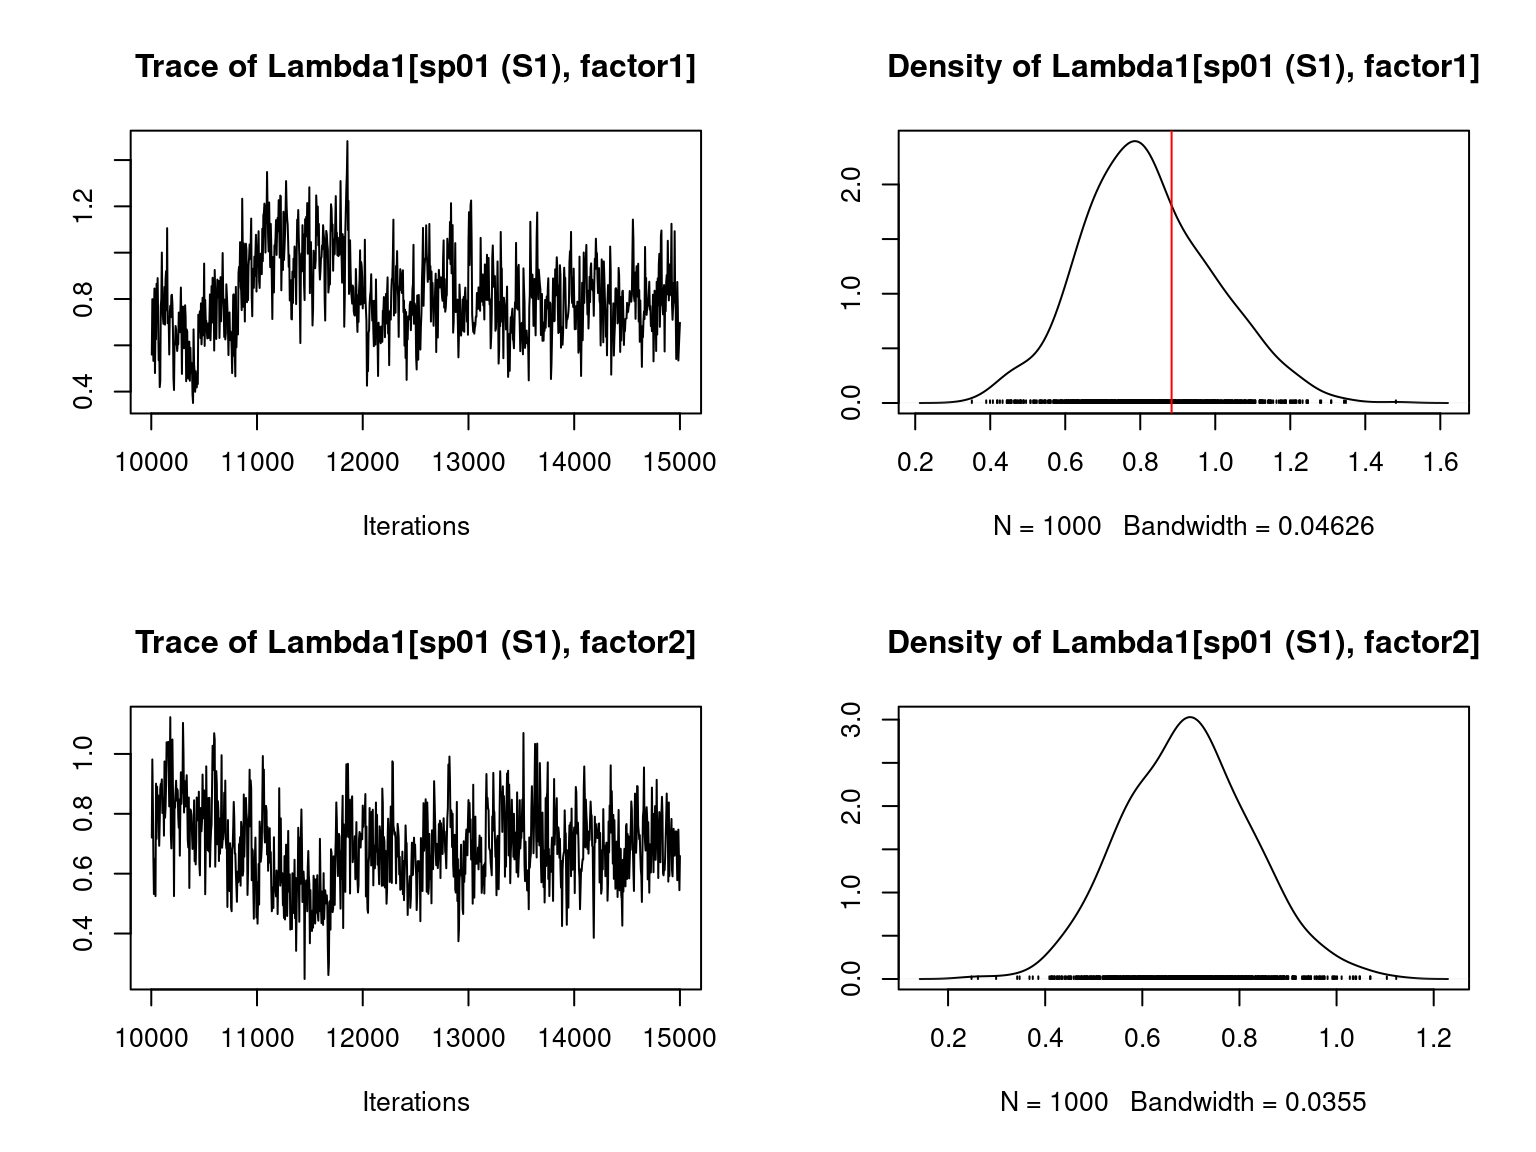 Trace of Lambda1[sp01 (S1), factor1]
0.4 0.8 1.2
10000 11000 12000 13000 14000 15000
Iterations
Density of Lambda1[sp01 (S1), factor1]
0.0 1.0 2.0
0.2 0.4 0.6 0.8 1.0 1.2 1.4 1.6
N = 1000 Bandwidth = 0.04626
Trace of Lambda1[sp01 (S1), factor2]
0.4 0.6 0.8 1.0
10000 11000 12000 13000 14000 15000
Iterations
Density of Lambda1[sp01 (S1), factor2]
0.0 1.0 2.0 3.0
0.2 0.4 0.6 0.8 1.0 1.2
N = 1000 Bandwidth = 0.0355